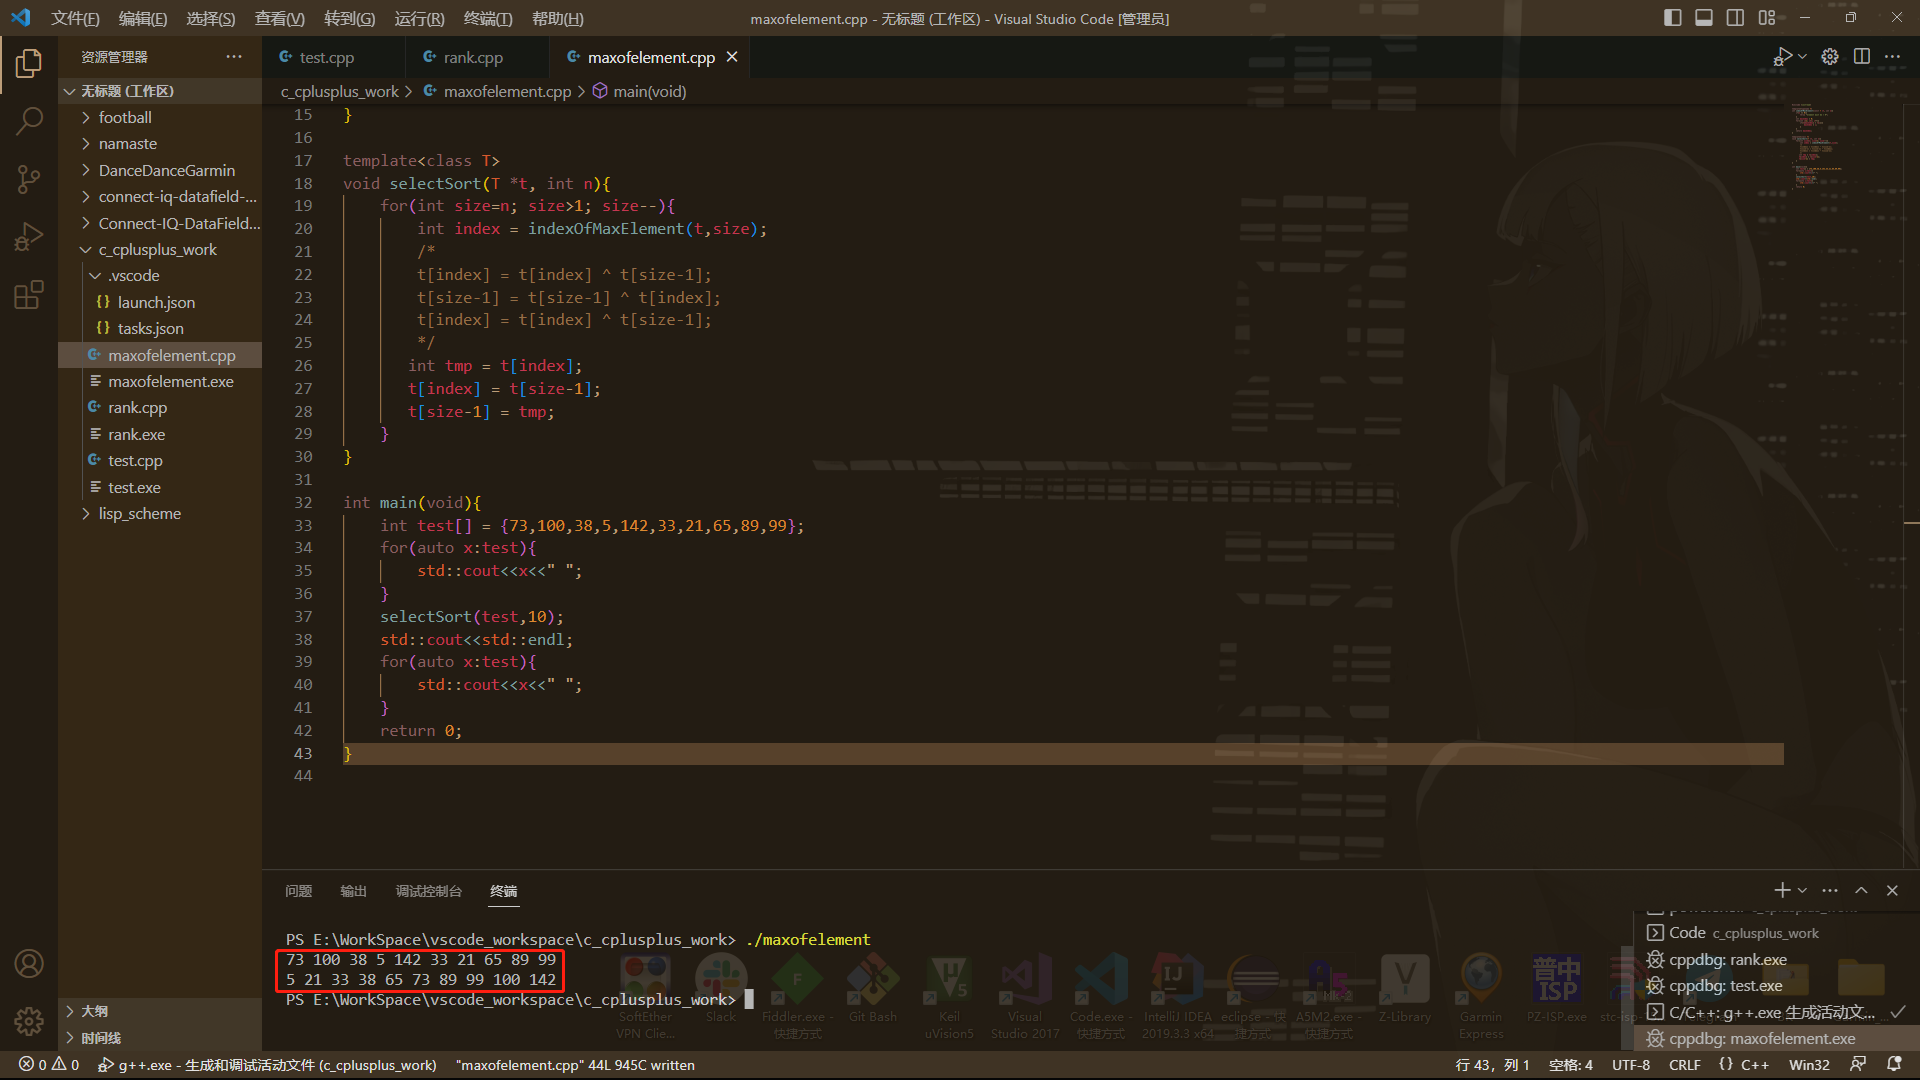 文件(F) 编辑(E) 选择(S) 查看(V) 转到(G) 运行(R) 终端(T) 帮助(H)
maxofelement.cpp - 无标题 (工作区) - Visual Studio Code [管理员]
资源管理器
test.cpp
rank.cpp
maxofelement.cpp
c_cplusplus_work > maxofelement.cpp > main(void)
无标题 (工作区)
football
namaste
DanceDanceGarmin
connect-iq-datafield-...
Connect-IQ-DataField...
c_cplusplus_work
.vscode
{} launch.json
{} tasks.json
maxofelement.cpp
maxofelement.exe
rank.cpp
rank.exe
test.cpp
test.exe
lisp_scheme
大纲
时间线
15 }
16
17 template<class T>
18 void selectSort(T *t, int n){
19 for(int size=n; size>1; size--){
20 int index = indexOfMaxElement(t,size);
21 /*
22 t[index] = t[index] ^ t[size-1];
23 t[size-1] = t[size-1] ^ t[index];
24 t[index] = t[index] ^ t[size-1];
25 */
26 int tmp = t[index];
27 t[index] = t[size-1];
28 t[size-1] = tmp;
29 }
30 }
31
32 int main(void){
33 int test[] = {73,100,38,5,142,33,21,65,89,99};
34 for(auto x:test){
35 std::cout<<x<<" ";
36 }
37 selectSort(test,10);
38 std::cout<<std::endl;
39 for(auto x:test){
40 std::cout<<x<<" ";
41 }
42 return 0;
43 }
44
问题 输出 调试控制台 终端
PS E:\WorkSpace\vscode_workspace\c_cplusplus_work> ./maxofelement
73 100 38 5 142 33 21 65 89 99
5 21 33 38 65 73 89 99 100 142
PS E:\WorkSpace\vscode_workspace\c_cplusplus_work>
Code c_cplusplus_work
cppdbg: rank.exe
cppdbg: test.exe
C/C++: g++.exe 生成活动文...
cppdbg: maxofelement.exe
SoftEther
VPN Clie...
Slack
Fiddler.exe -
快捷方式
Git Bash
Keil
uVision5
Visual
Studio 2017
Code.exe -
快捷方式
IntelliJ IDEA
2019.3.3 x64
eclipse - 快
捷方式
A5M2.exe -
快捷方式
Z-Library
Garmin
Express
普中
ISP
PZ-ISP.exe
0 0 g++.exe - 生成和调试活动文件 (c_cplusplus_work) "maxofelement.cpp" 44L 945C written
行 43，列 1 空格: 4 UTF-8 CRLF {} C++ Win32